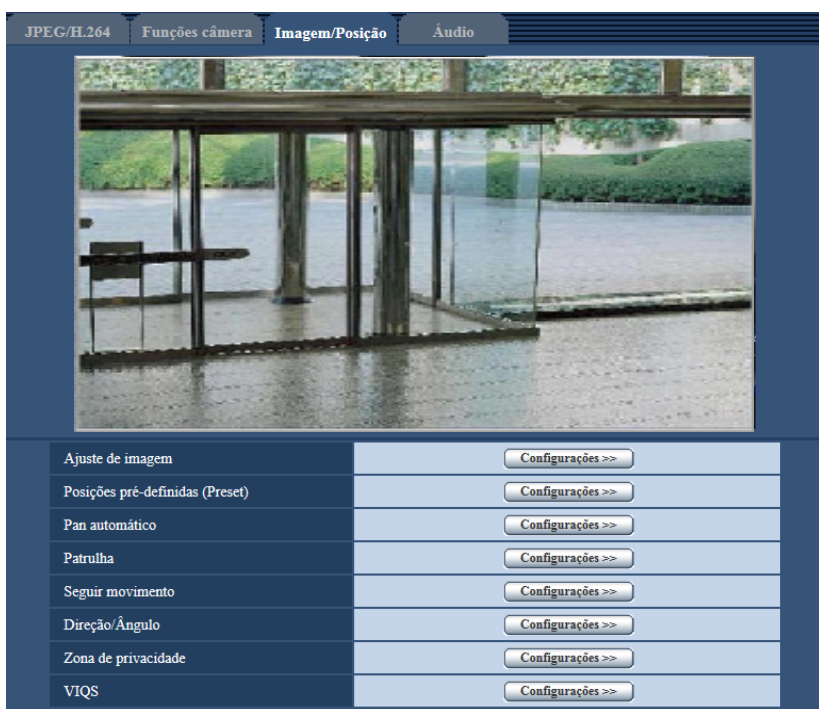 JPEG/H.264 Funções câmera Imagem/Posição Áudio
Ajuste de imagem Configurações >>
Posições pré-definidas (Preset) Configurações >>
Pan automático Configurações >>
Patrulha Configurações >>
Seguir movimento Configurações >>
Direção/Ângulo Configurações >>
Zona de privacidade Configurações >>
VIQS Configurações >>